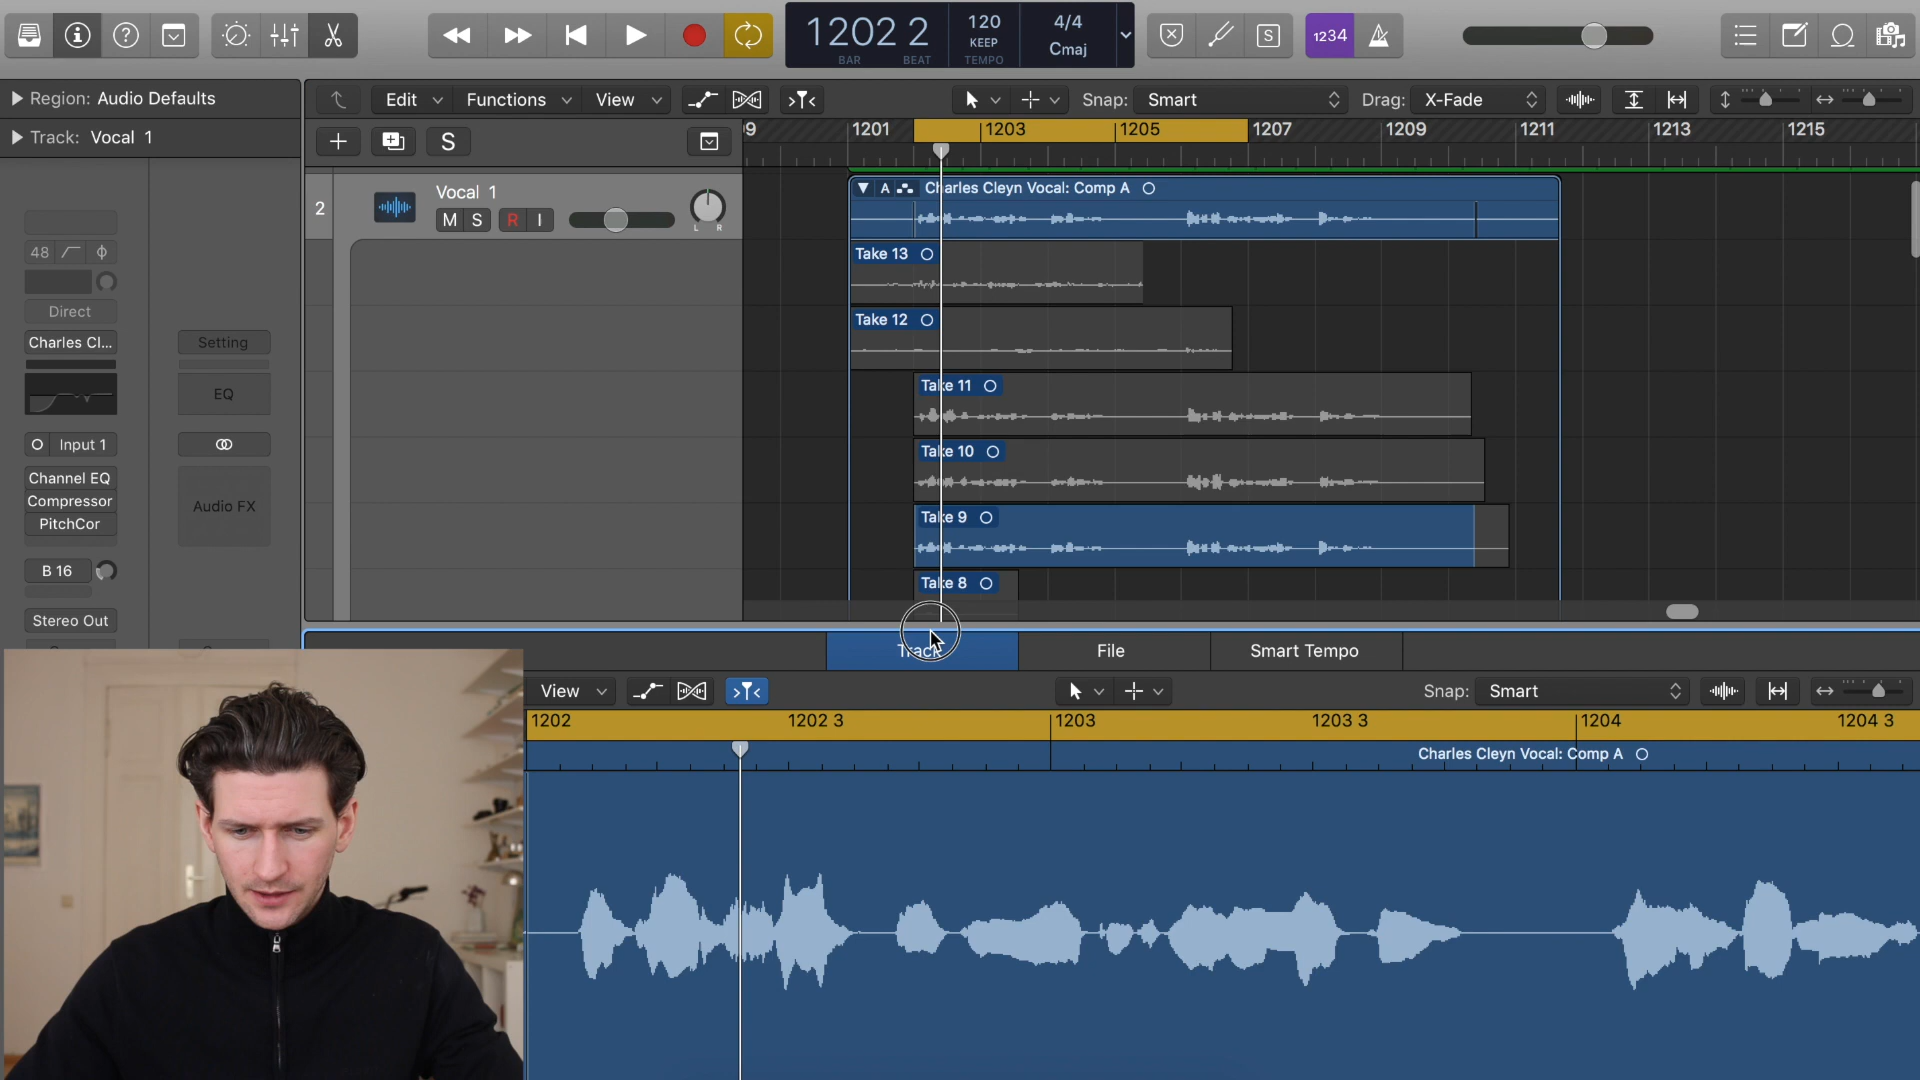 1202 2
BAR BEAT
120
KEEP
TEMPO
4/4
Cmaj
S
1234
Region: Audio Defaults
Track: Vocal 1
Edit
Functions
View
Snap: Smart
Drag: X-Fade
S
9
1201
1203
1205
1207
1209
1211
1213
1215
2
Vocal 1
M S R I
L R
A
Charles Cleyn Vocal: Comp A
Take 13
Take 12
Take 11
Take 10
Take 9
Take 8
48
Direct
Charles Cl...
Setting
EQ
Input 1
Channel EQ
Compressor
PitchCor
Audio FX
B 16
Stereo Out
Track
File
Smart Tempo
View
Snap: Smart
1202
1202 3
1203
1203 3
1204
1204 3
Charles Cleyn Vocal: Comp A